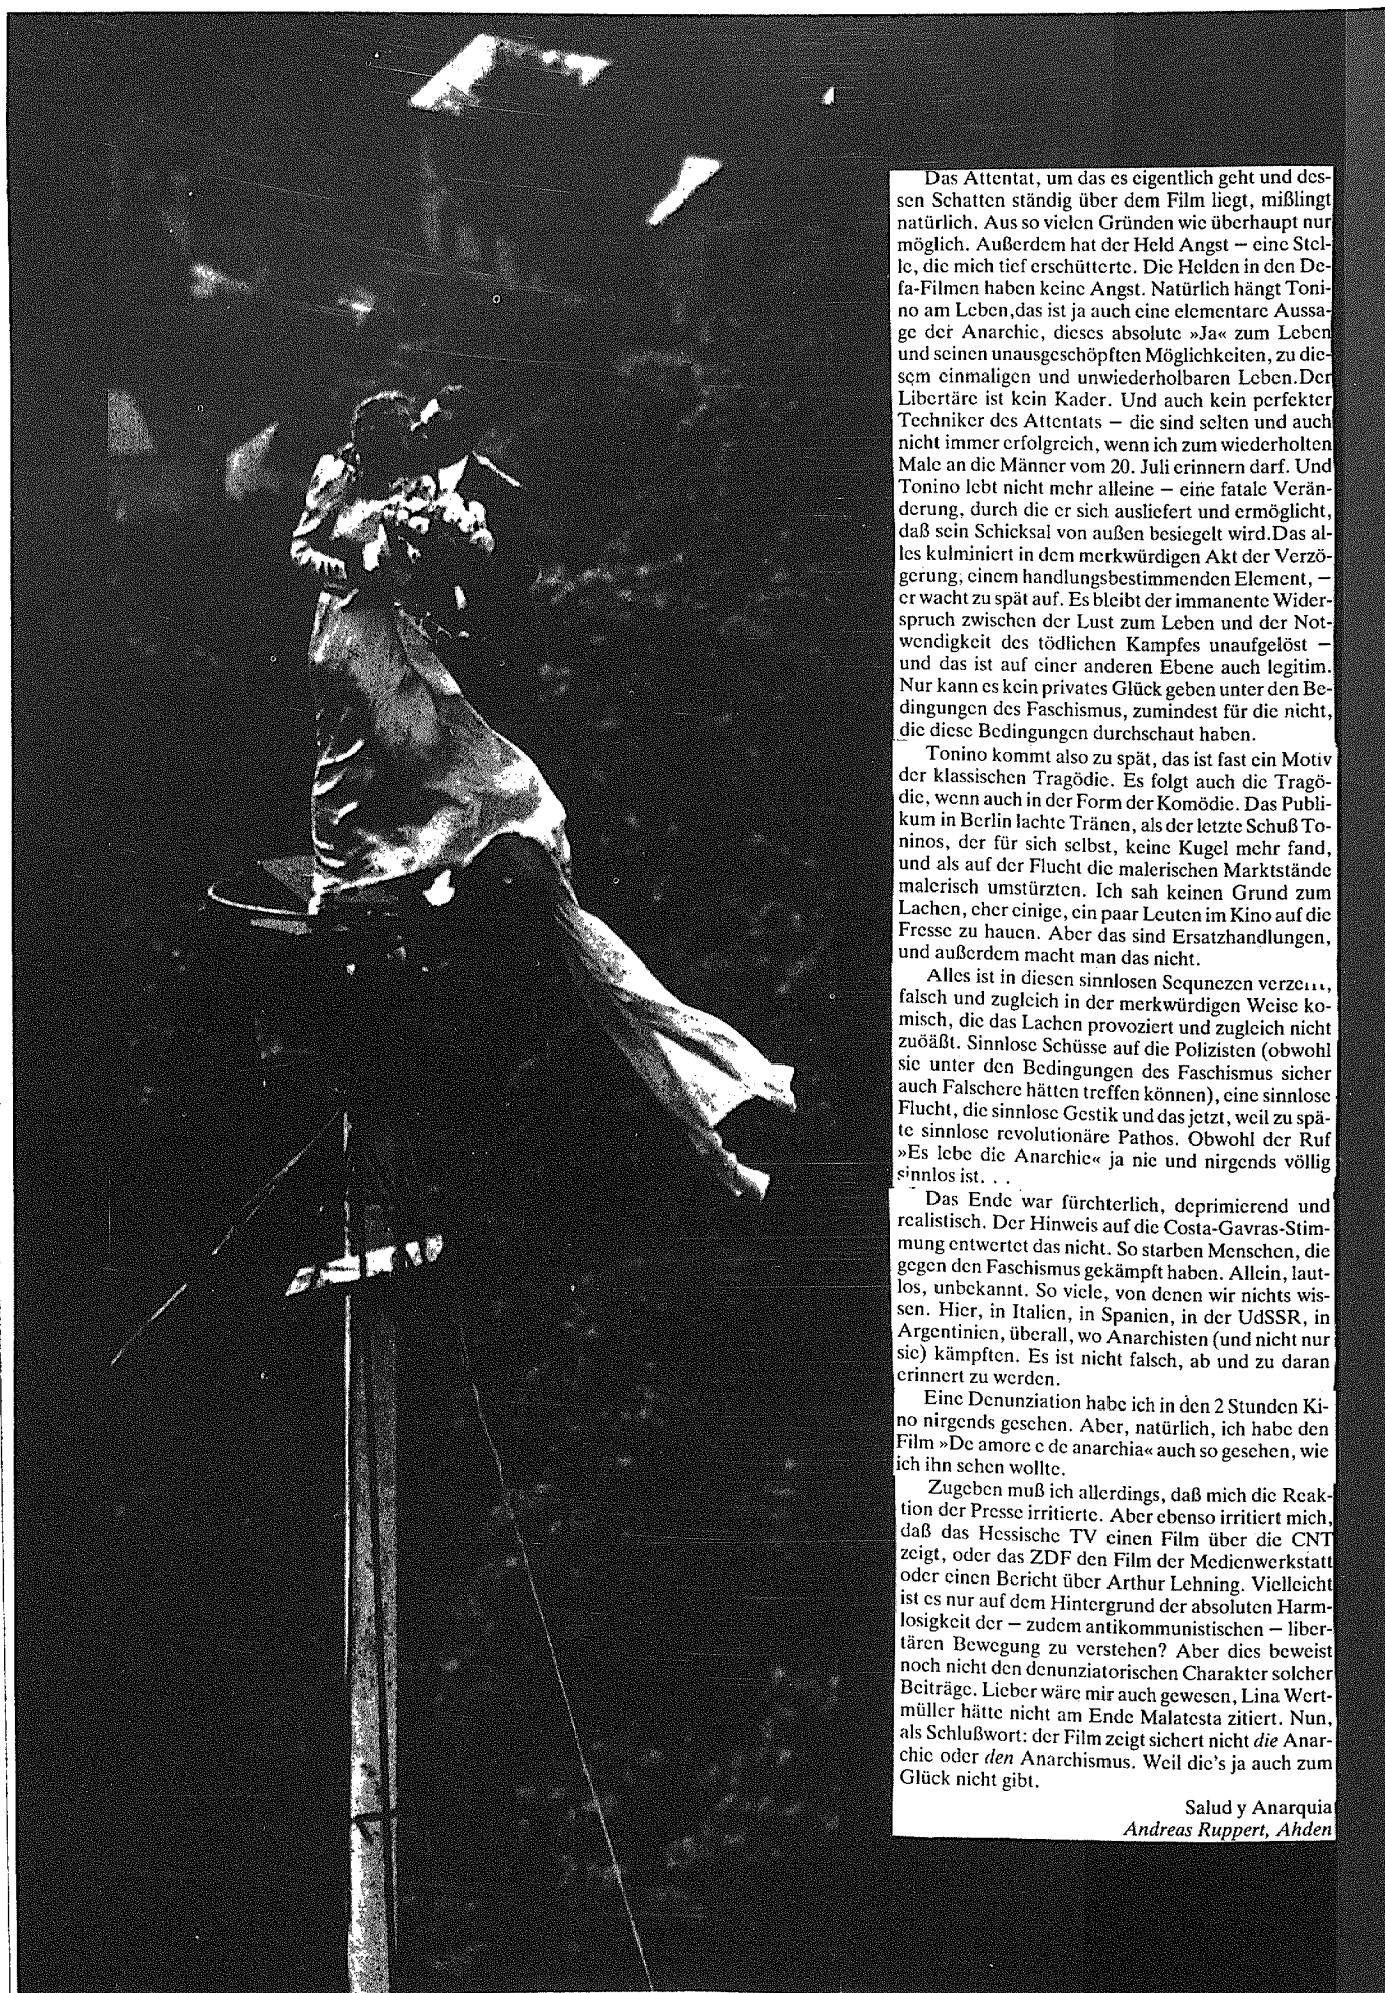 Das Attentat, um das es eigentlich geht und des-
sen Schatten ständig über dem Film liegt, mißlingt
natürlich. Aus so vielen Gründen wie überhaupt nur
möglich. Außerdem hat der Held Angst – eine Stel-
le, die mich tief erschütterte. Die Helden in den De-
fa-Filmen haben keine Angst. Natürlich hängt Toni-
no am Leben,das ist ja auch eine elementare Aussa-
ge der Anarchie, dieses absolute »Ja« zum Leben
und seinen unausgeschöpften Möglichkeiten, zu die-
sem einmaligen und unwiederholbaren Leben.Der
Libertäre ist kein Kader. Und auch kein perfekter
Techniker des Attentats – die sind selten und auch
nicht immer erfolgreich, wenn ich zum wiederholten
Male an die Männer vom 20. Juli erinnern darf. Und
Tonino lebt nicht mehr alleine – eine fatale Verän-
derung, durch die er sich ausliefert und ermöglicht,
daß sein Schicksal von außen besiegelt wird.Das al-
les kulminiert in dem merkwürdigen Akt der Verzö-
gerung, einem handlungsbestimmenden Element, –
er wacht zu spät auf. Es bleibt der immanente Wider-
spruch zwischen der Lust zum Leben und der Not-
wendigkeit des tödlichen Kampfes unaufgelöst –
und das ist auf einer anderen Ebene auch legitim.
Nur kann es kein privates Glück geben unter den Be-
dingungen des Faschismus, zumindest für die nicht,
die diese Bedingungen durchschaut haben.
Tonino kommt also zu spät, das ist fast ein Motiv
der klassischen Tragödie. Es folgt auch die Tragö-
die, wenn auch in der Form der Komödie. Das Publi-
kum in Berlin lachte Tränen, als der letzte Schuß To-
ninos, der für sich selbst, keine Kugel mehr fand,
und als auf der Flucht die malerischen Marktstände
malerisch umstürzten. Ich sah keinen Grund zum
Lachen, eher einige, ein paar Leuten im Kino auf die
Fresse zu hauen. Aber das sind Ersatzhandlungen,
und außerdem macht man das nicht.
Alles ist in diesen sinnlosen Sequnezen
falsch und zugleich in der merkwürdigen Weise ko-
misch, die das Lachen provoziert und zugleich nicht
zuöäßt. Sinnlose Schüsse auf die Polizisten (obwohl
sie unter den Bedingungen des Faschismus sicher
auch Falschere hätten treffen können), eine sinnlose
Flucht, die sinnlose Gestik und das jetzt, weil zu spä-
te sinnlose revolutionäre Pathos. Obwohl der Ruf
»Es lebe die Anarchie« ja nie und nirgends völlig
sinnlos ist. . .
Das Ende war fürchterlich, deprimierend und
realistisch. Der Hinweis auf die Costa-Gavras-Stim-
mung entwertet das nicht. So starben Menschen, die
gegen den Faschismus gekämpft haben. Allein, laut-
los, unbekannt. So viele, von denen wir nichts wis-
sen. Hier, in Italien, in Spanien, in der UdSSR, in
Argentinien, überall, wo Anarchisten (und nicht nur
sie) kämpften. Es ist nicht falsch, ab und zu daran
erinnert zu werden.
Eine Denunziation habe ich in den 2 Stunden Ki-
no nirgends gesehen. Aber, natürlich, ich habe den
Film »De amore e de anarchia« auch so gesehen, wie
ich ihn sehen wollte.
Zugeben muß ich allerdings, daß mich die Reak-
tion der Presse irritierte. Aber ebenso irritiert mich,
daß das Hessische TV einen Film über die CNT
zeigt, oder das ZDF den Film der Medienwerkstatt
oder einen Bericht über Arthur Lehning. Vielleicht
ist es nur auf dem Hintergrund der absoluten Harm-
losigkeit der – zudem antikommunistischen – liber-
tären Bewegung zu verstehen? Aber dies beweist
noch nicht den denunziatorischen Charakter solcher
Beiträge. Lieber wäre mir auch gewesen, Lina Wert-
müller hätte nicht am Ende Malatesta zitiert. Nun,
als Schlußwort: der Film zeigt sichert nicht die Anar-
chie oder den Anarchismus. Weil die's ja auch zum
Glück nicht gibt.
Salud y Anarquia
Andreas Ruppert, Ahden